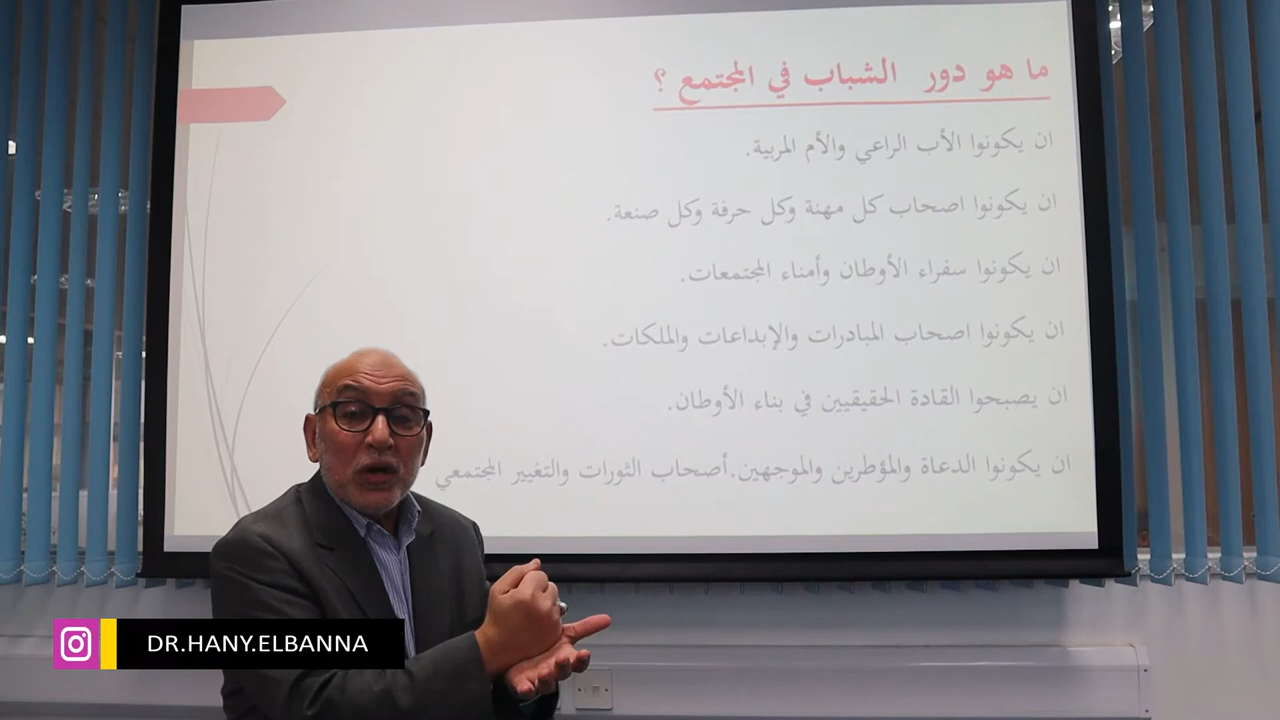 ما هو دور الشباب في المجتمع ؟
ان يكونوا الأب الراعي والأم المربية.
ان يكونوا اصحاب كل مهنة وكل حرفة وكل صنعة.
ان يكونوا سفراء الأوطان وأمناء المجتمعات.
ان يكونوا اصحاب المبادرات والإبداعات والملكات.
ان يصبحوا القادة الحقيقيين في بناء الأوطان.
ان يكونوا الدعاة والمؤطرين والموجهين.أصحاب الثورات والتغيير المجتمعي
DR.HANY.ELBANNA